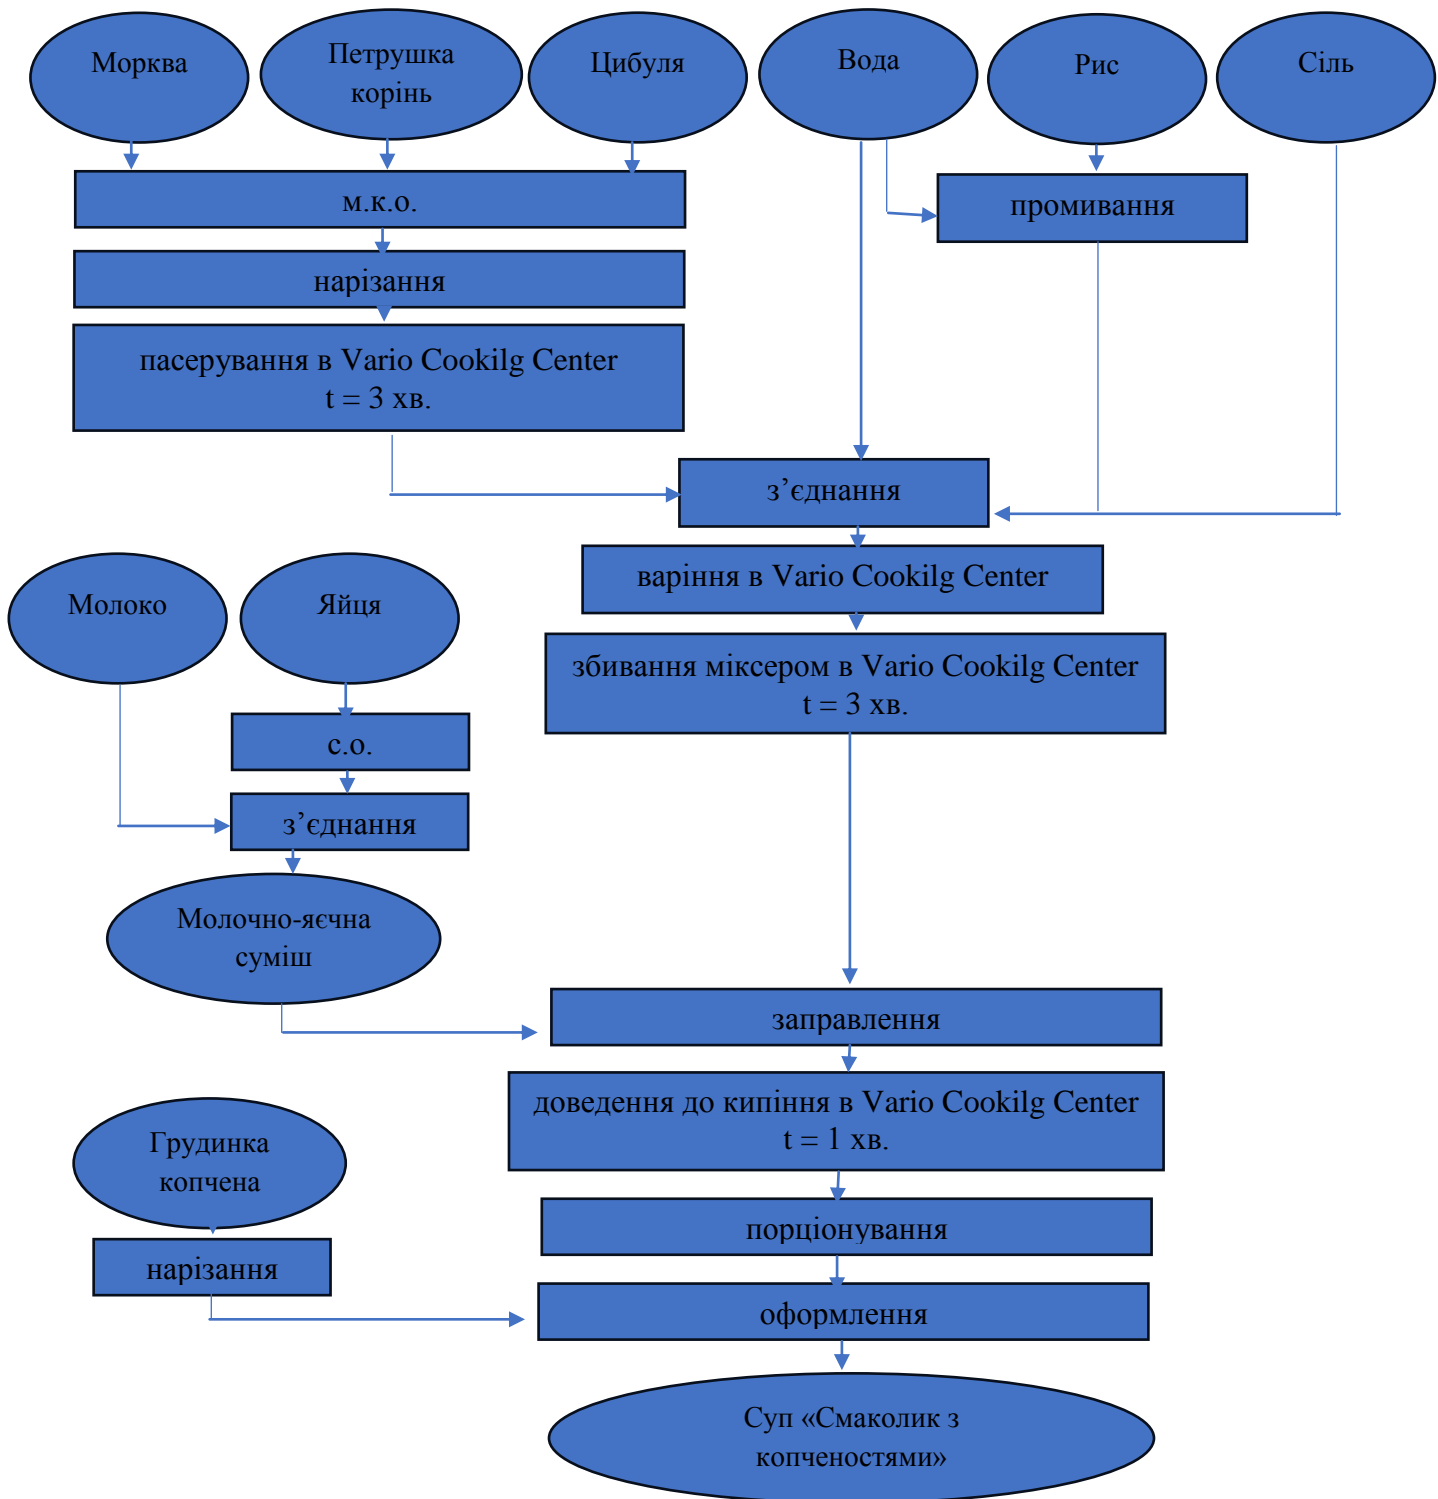 Морква
Петрушка
корінь
Цибуля
Вода
Рис
Сіль
м.к.о.
промивання
нарізання
пасерування в Vario Cookilg Center
t = 3 хв.
з’єднання
варіння в Vario Cookilg Center
Молоко
Яйця
збивання міксером в Vario Cookilg Center
t = 3 хв.
с.о.
з’єднання
Молочно-яєчна
суміш
заправлення
доведення до кипіння в Vario Cookilg Center
t = 1 хв.
Грудинка
копчена
порціонування
нарізання
оформлення
Суп «Смаколик з
копченостями»